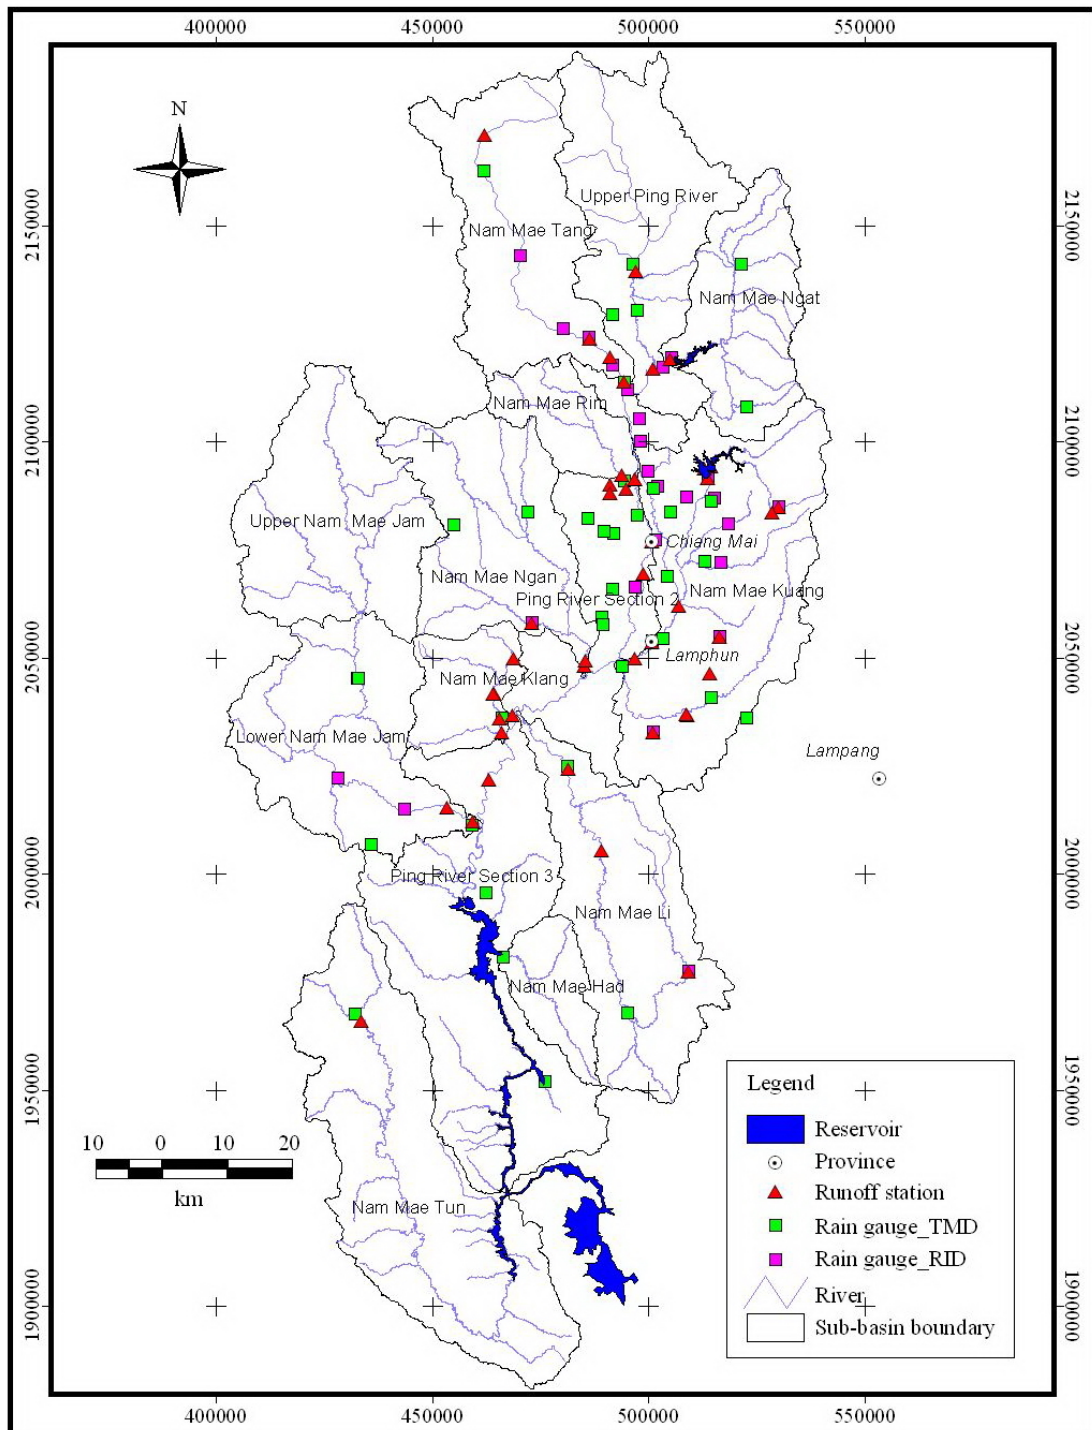 400000 450000 500000 550000
N
2150000 2150000
Upper Ping River
Nam Mae Tang
Nam Mae Ngat
Nam Mae Rim
2100000 2100000
Upper Nam Mae Jam
Chiang Mai
Nam Mae Ngan
Nam Mae Kuang
Ping River Section 2
2050000 2050000
Lamphun
Nam Mae Klang
Lower Nam Mae Jam
Lampang
2000000 2000000
Ping River Section 3
Nam Mae Li
Nam Mae Had
1950000 1950000
Legend
Reservoir
Province
Runoff station
Rain gauge_TMD
Rain gauge_RID
River
Sub-basin boundary
10 0 10 20
km
Nam Mae Tun
1900000 1900000
400000 450000 500000 550000